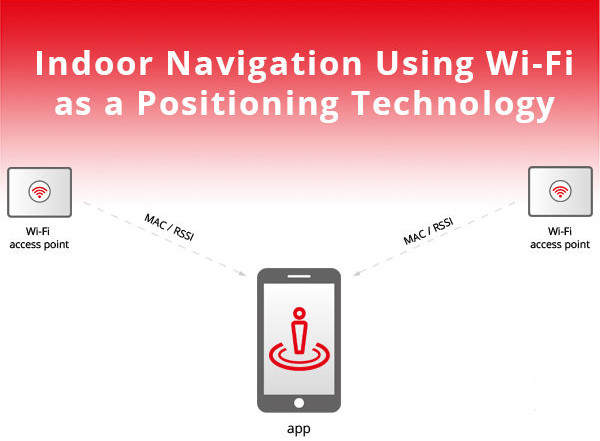 Indoor Navigation Using Wi-Fi
as a Positioning Technology
MAC / RSSI
MAC / RSSI
Wi-Fi
access point
Wi-Fi
access point
app